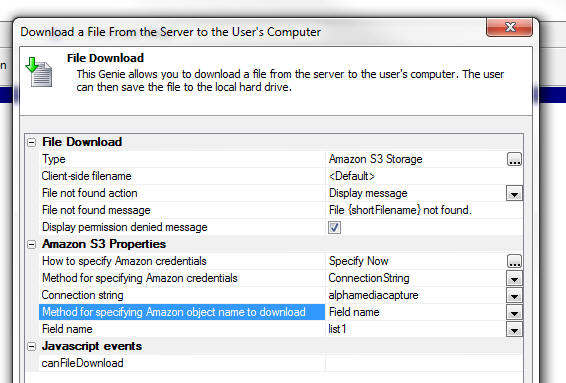 Download a File From the Server to the User's Computer
File Download
This Genie allows you to download a file from the server to the user's computer. The user
can then save the file to the local hard drive.
n
File Download
Type Amazon S3 Storage ...
Client-side filename <Default>
File not found action Display message
File not found message File {shortFilename} not found.
Display permission denied message
Amazon S3 Properties
How to specify Amazon credentials Specify Now ...
Method for specifying Amazon credentials ConnectionString
Connection string alphamediacapture
Method for specifying Amazon object name to download Field name
Field name list1
Javascript events
canFileDownload